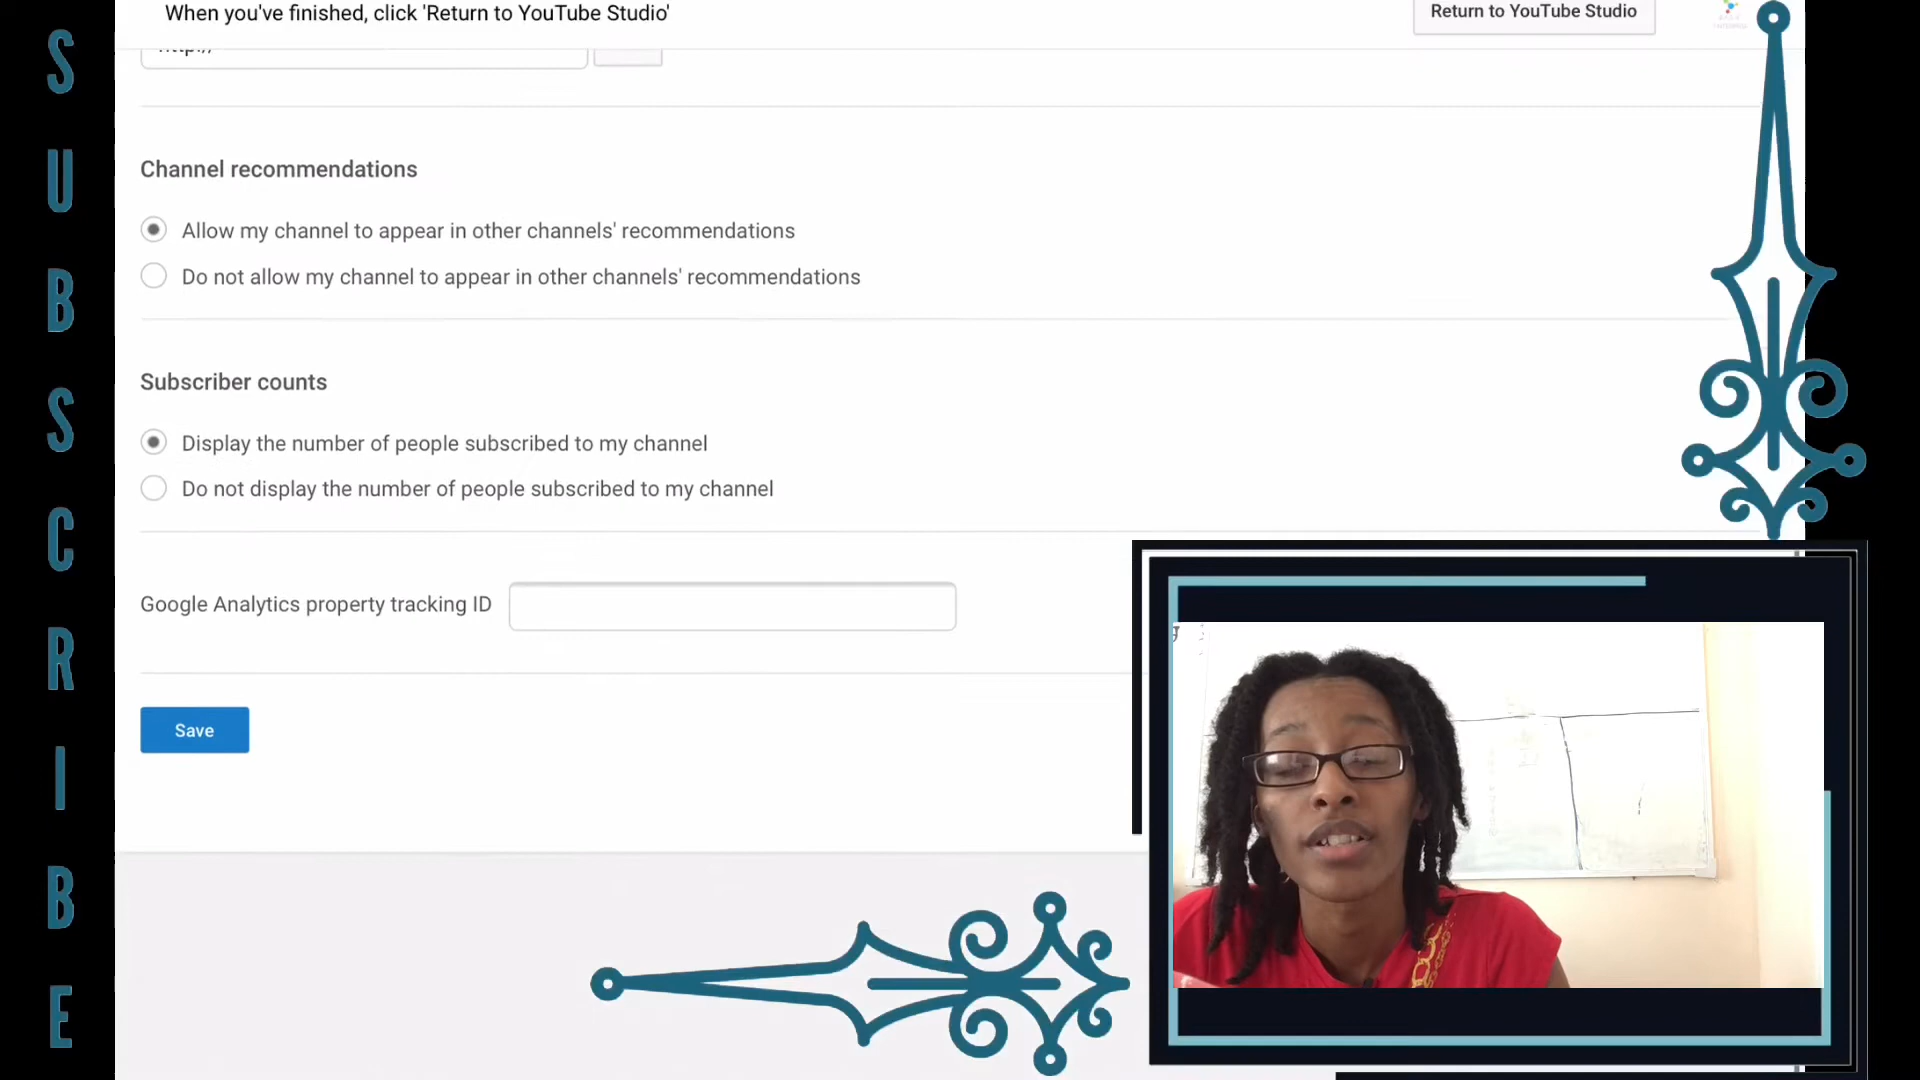 SUBSCRIBE
When you've finished, click 'Return to YouTube Studio'
Return to YouTube Studio
Channel recommendations
Allow my channel to appear in other channels' recommendations
Do not allow my channel to appear in other channels' recommendations
Subscriber counts
Display the number of people subscribed to my channel
Do not display the number of people subscribed to my channel
Google Analytics property tracking ID
Save